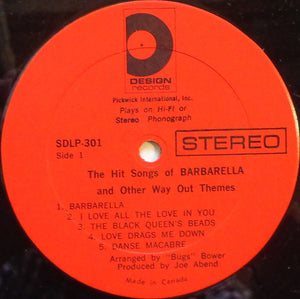 D
DESIGN
records
Pickwick International, Inc.
Plays on Hi-Fi or
Stereo Phonograph
SDLP-301
Side 1
STEREO
The Hit Songs of BARBARELLA
and Other Way Out Themes
1. BARBARELLA
2. I LOVE ALL THE LOVE IN YOU
3. THE BLACK QUEEN'S BEADS
4. LOVE DRAGS ME DOWN
5. DANSE MACABRE
Arranged by "Bugs" Bower
Produced by Joe Abend
Made in Canada